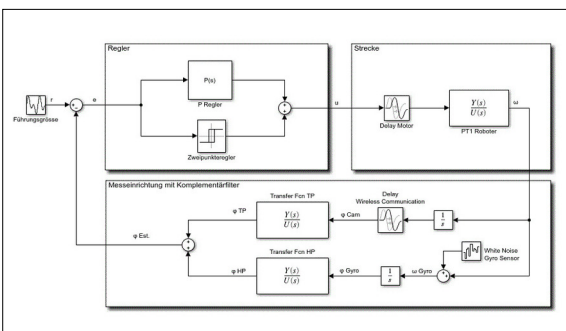 Regler
P(s)
P Regler
Zweipunkteregler
Strecke
Delay Motor
Y(s)
U(s)
PT1 Roboter
r
e
u
ω
Führungsgrösse
Messeinrichtung mit Komplementärfilter
Transfer Fcn TP
Y(s)
U(s)
Delay
Wireless Communication
φ TP
φ Cam
1
s
φ Est.
Transfer Fcn HP
Y(s)
U(s)
φ HP
φ Gyro
1
s
ω Gyro
White Noise
Gyro Sensor